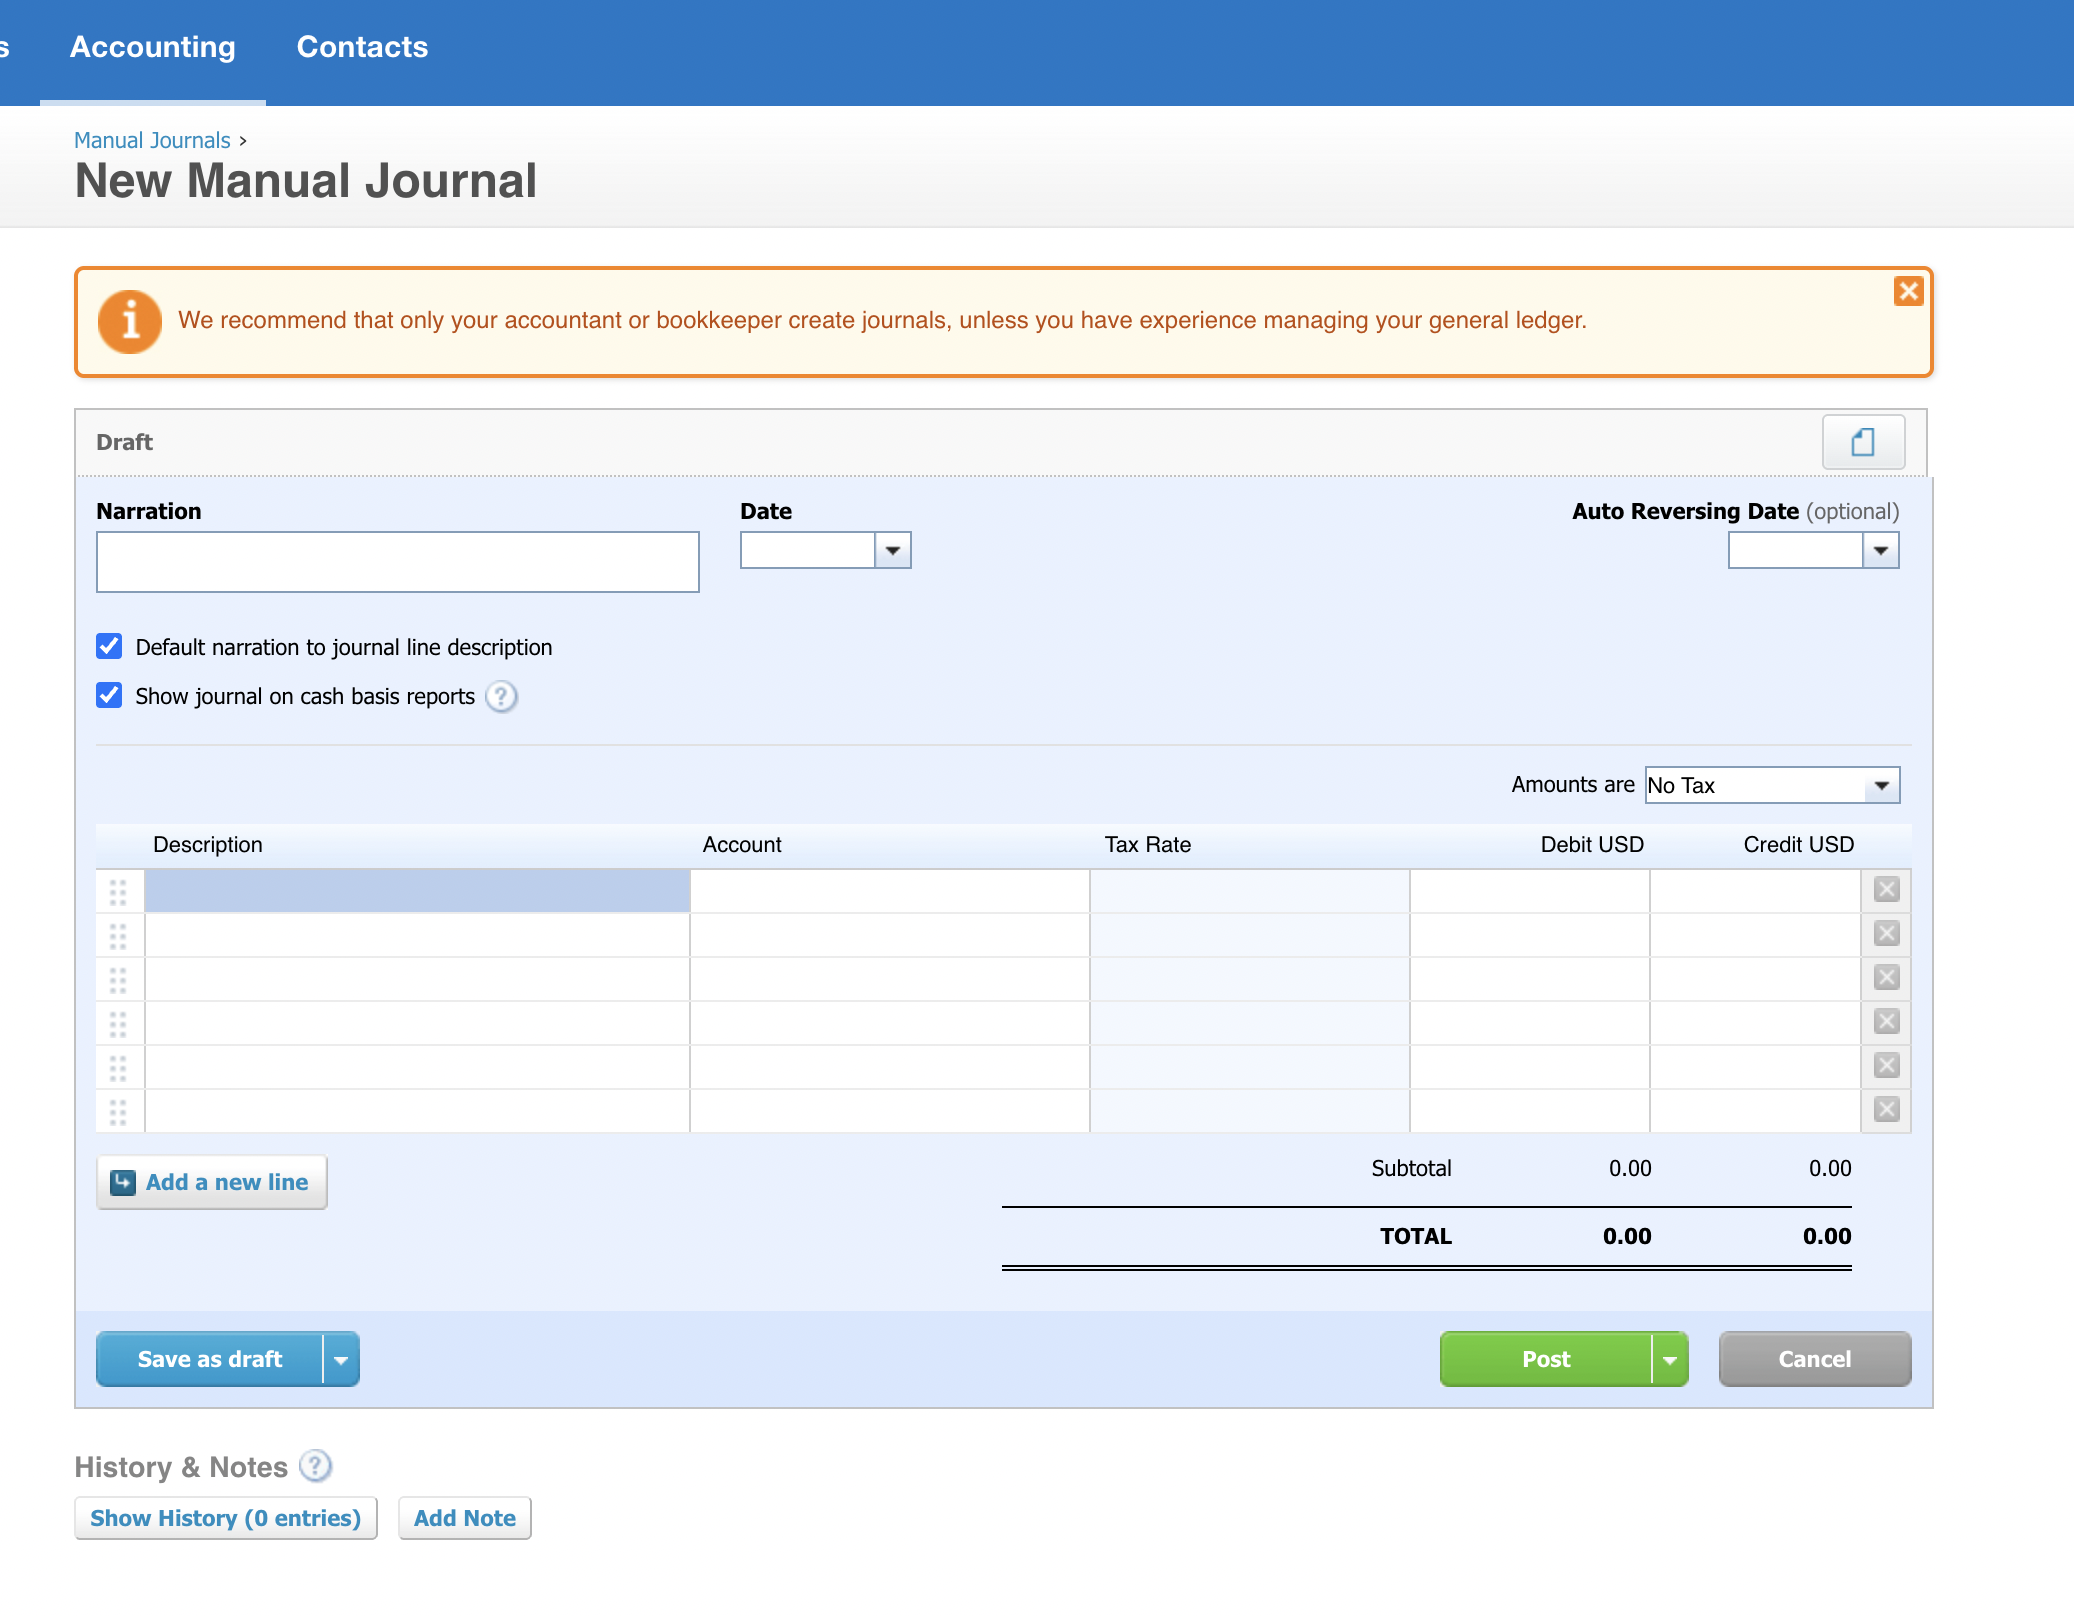 s Accounting Contacts
Manual Journals ›
New Manual Journal
We recommend that only your accountant or bookkeeper create journals, unless you have experience managing your general ledger.
Draft
Narration Date Auto Reversing Date (optional)
Default narration to journal line description
Show journal on cash basis reports ?
Amounts are No Tax
Description Account Tax Rate Debit USD Credit USD
Subtotal 0.00 0.00
Add a new line
TOTAL 0.00 0.00
Save as draft Post Cancel
History & Notes ?
Show History (0 entries) Add Note